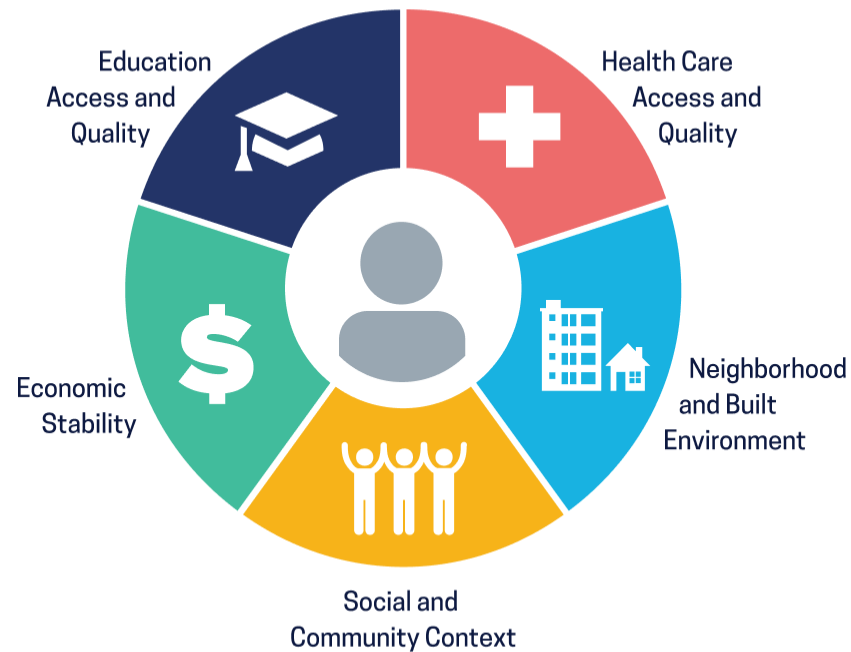 Education
Access and
Quality
Health Care
Access and
Quality
Economic
Stability
Neighborhood
and Built
Environment
Social and
Community Context